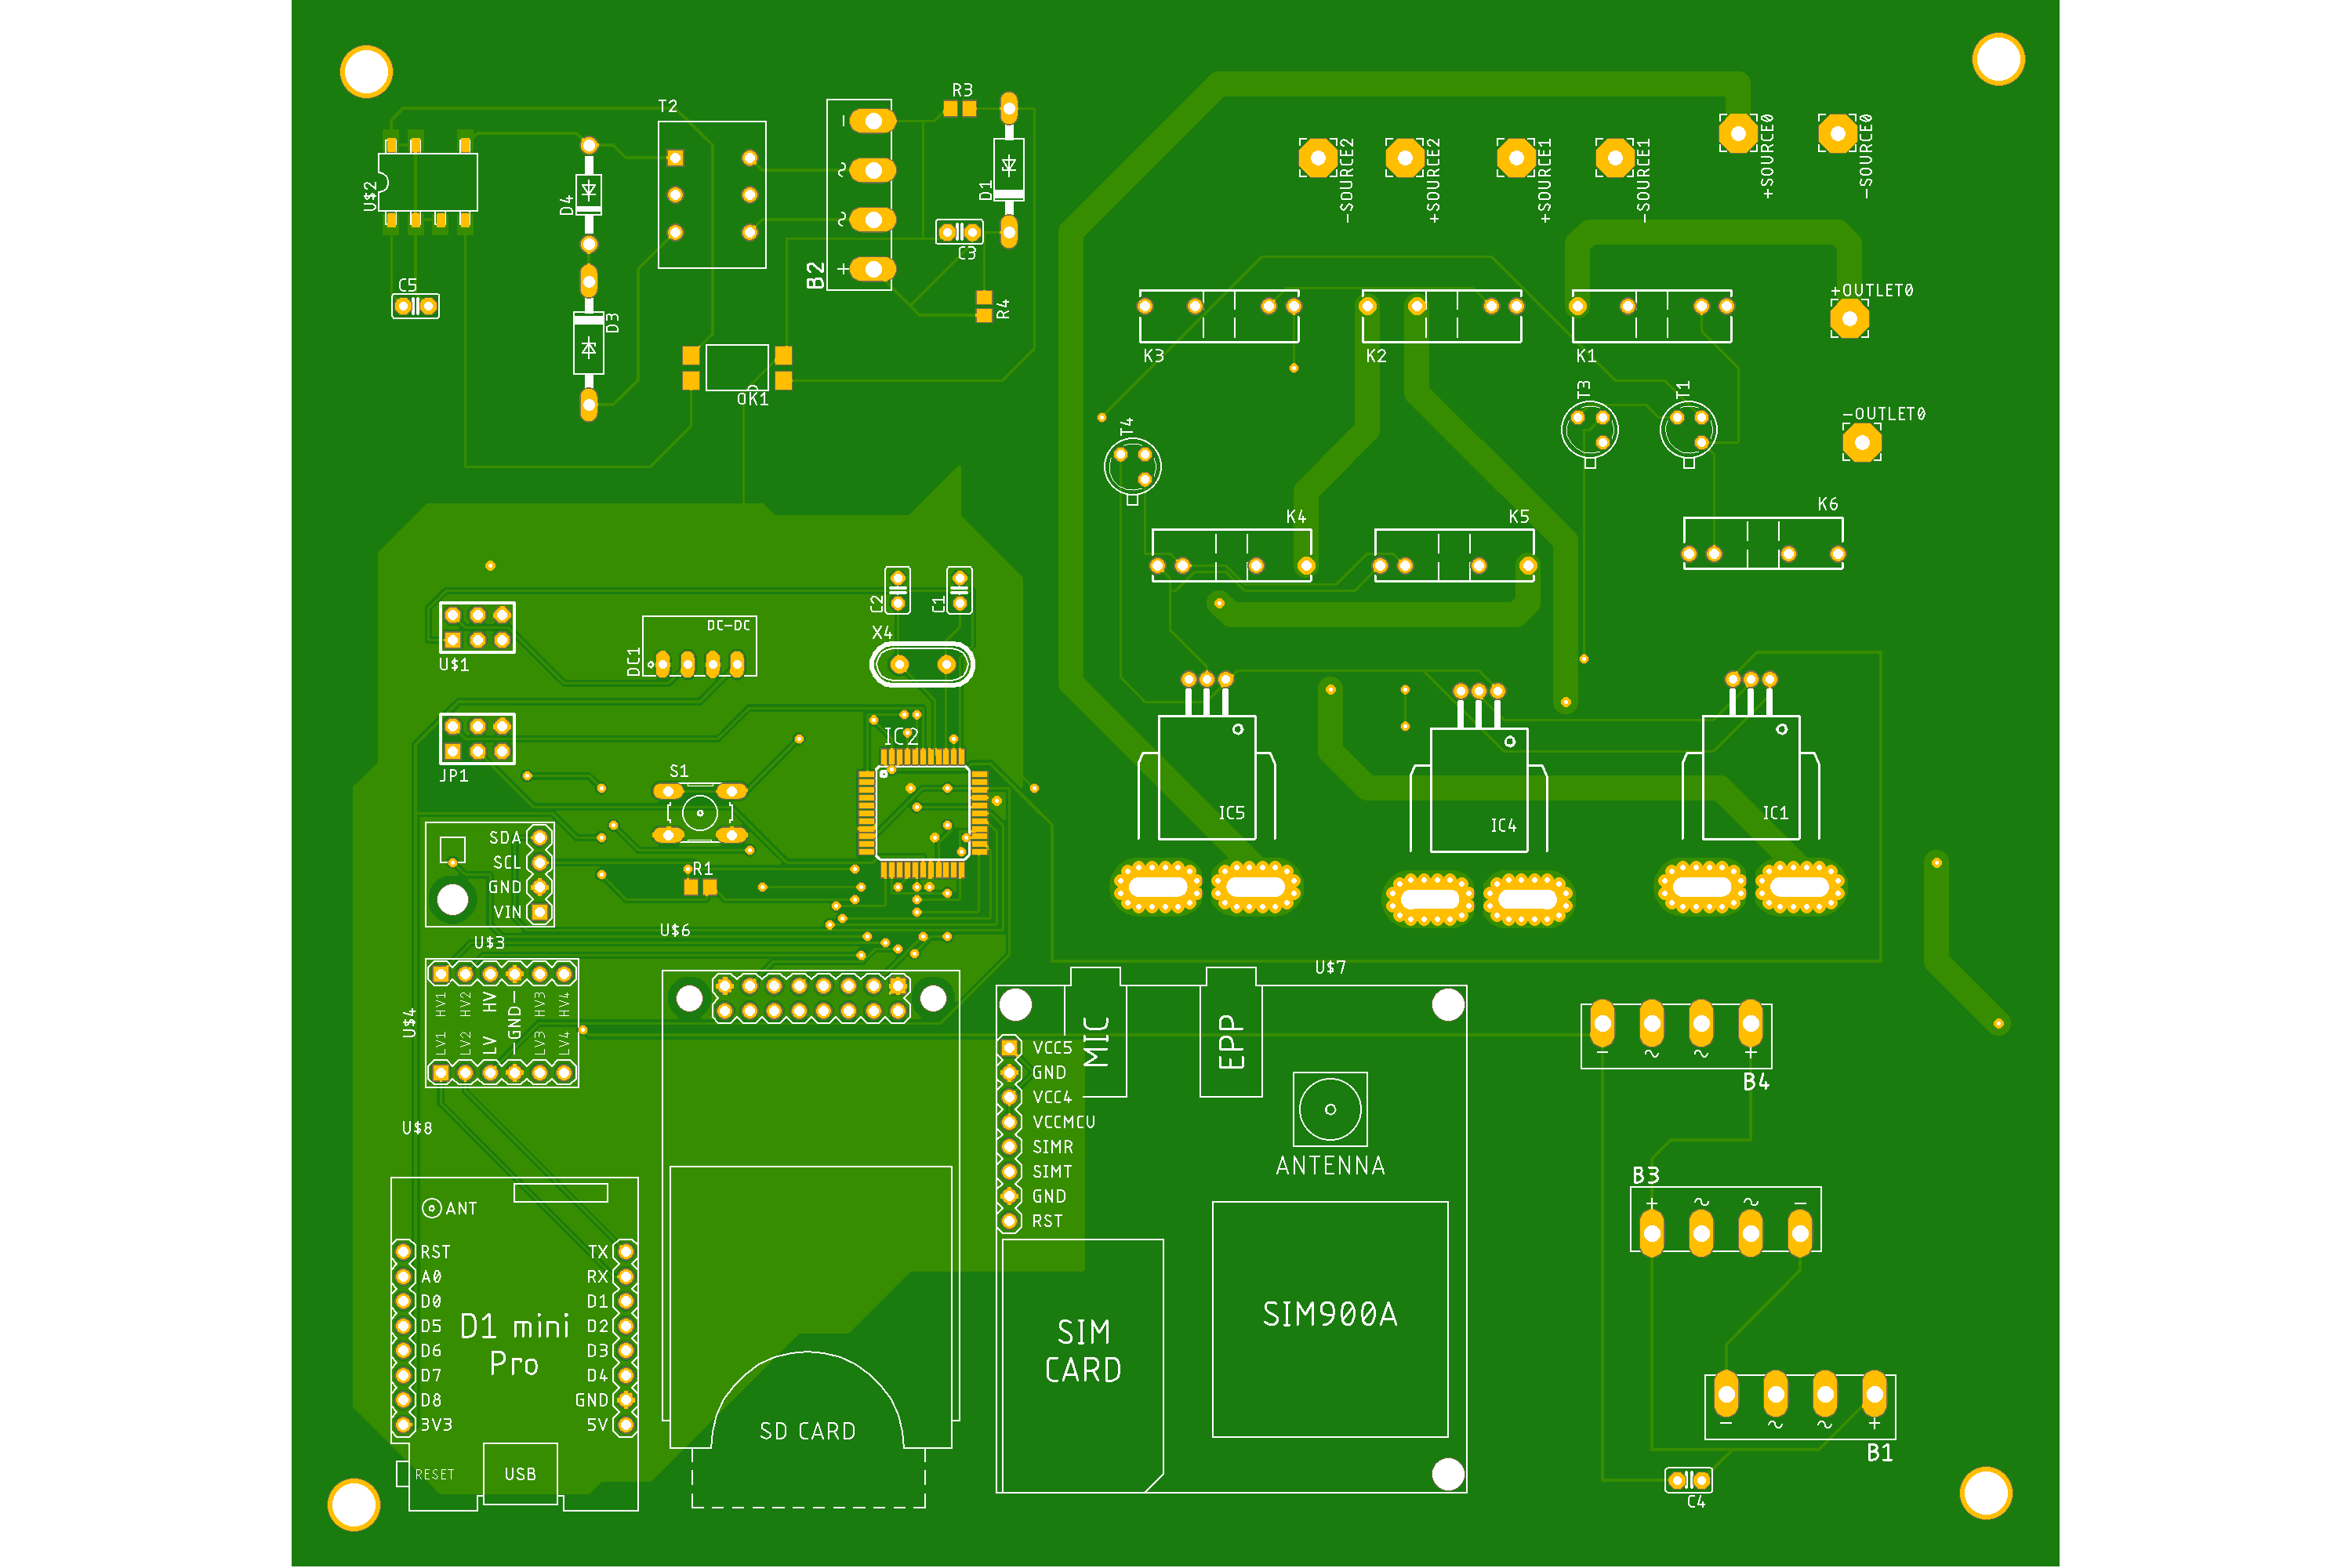 R3
T2
U$2
D4
D1
B2
C3
C5
D3
R4
OK1
-SOURCE2
+SOURCE2
+SOURCE1
-SOURCE1
+SOURCE0
-SOURCE0
+OUTLET0
-OUTLET0
K3
K2
K1
T3
T1
T4
K4
K5
K6
C2
C1
X4
DC-DC
DC1
U$1
JP1
IC2
S1
R1
IC5
IC4
IC1
SDA
SCL
GND
VIN
U$3
U$6
U$7
U$4
HV1
HV2
HV
-GND-
HV3
HV4
LV1
LV2
LV
LV3
LV4
U$8
MIC
EPP
VCC5
GND
VCC4
VCCMCU
SIMR
SIMT
GND
RST
ANTENNA
SIM900A
SIM
CARD
ANT
RST
A0
D0
D5
D6
D7
D8
3V3
TX
RX
D1
D2
D3
D4
GND
5V
D1 mini
Pro
RESET
USB
SD CARD
- ~ ~ +
B4
B3
+ ~ ~ -
- ~ ~ +
B1
C4